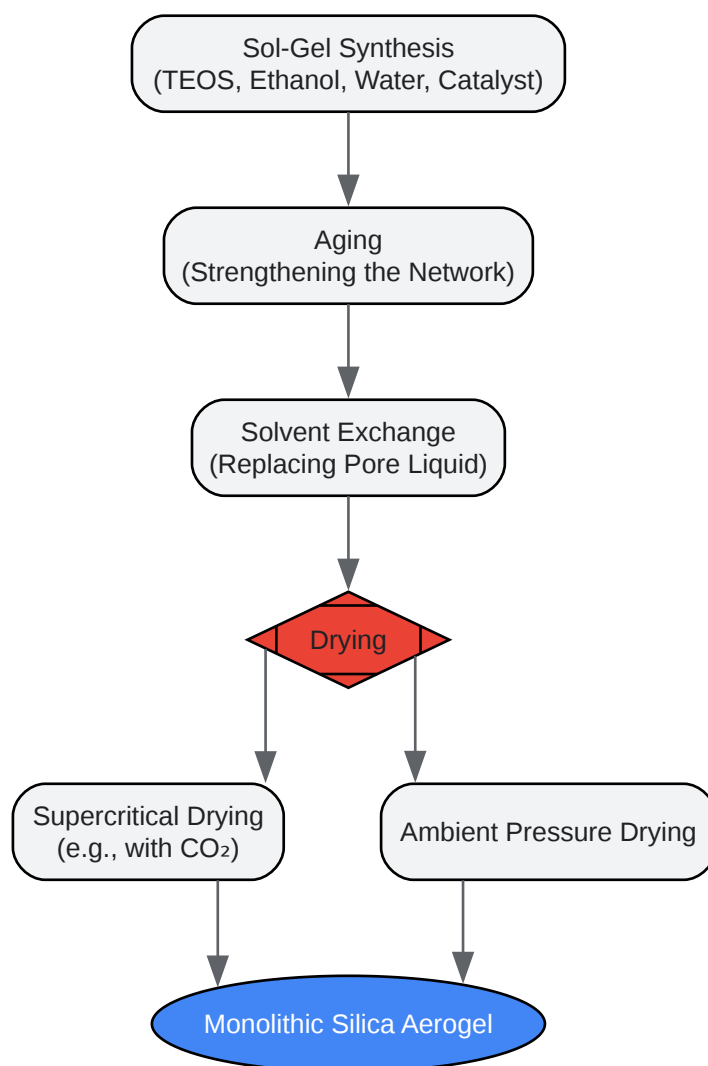 Sol-Gel Synthesis
(TEOS, Ethanol, Water, Catalyst)
Aging
(Strengthening the Network)
Solvent Exchange
(Replacing Pore Liquid)
Drying
Supercritical Drying
(e.g., with CO₂)
Ambient Pressure Drying
Monolithic Silica Aerogel